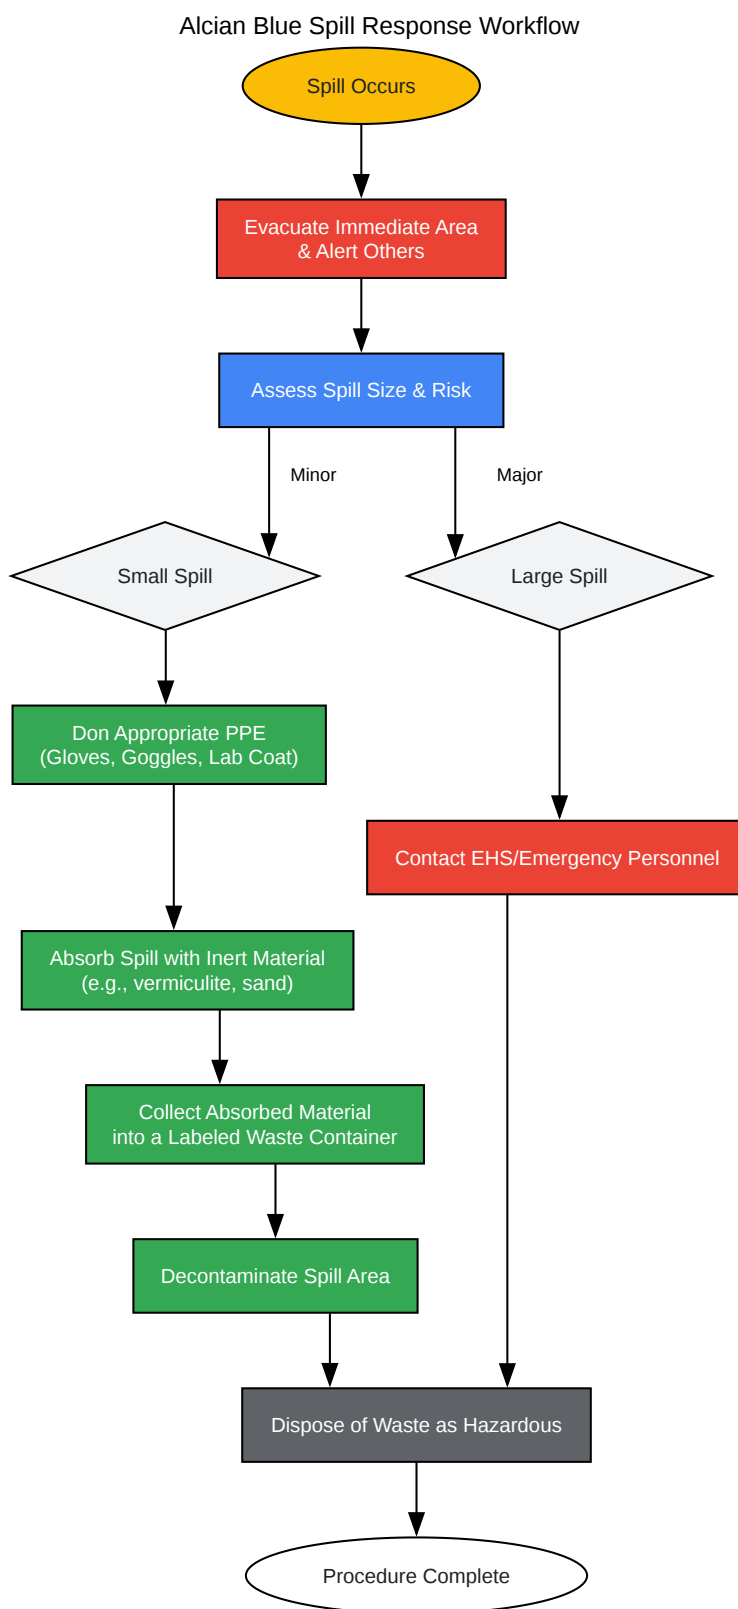 Alcian Blue Spill Response Workflow
Spill Occurs
Evacuate Immediate Area
& Alert Others
Assess Spill Size & Risk
Minor
Major
Small Spill
Large Spill
Don Appropriate PPE
(Gloves, Goggles, Lab Coat)
Contact EHS/Emergency Personnel
Absorb Spill with Inert Material
(e.g., vermiculite, sand)
Collect Absorbed Material
into a Labeled Waste Container
Decontaminate Spill Area
Dispose of Waste as Hazardous
Procedure Complete